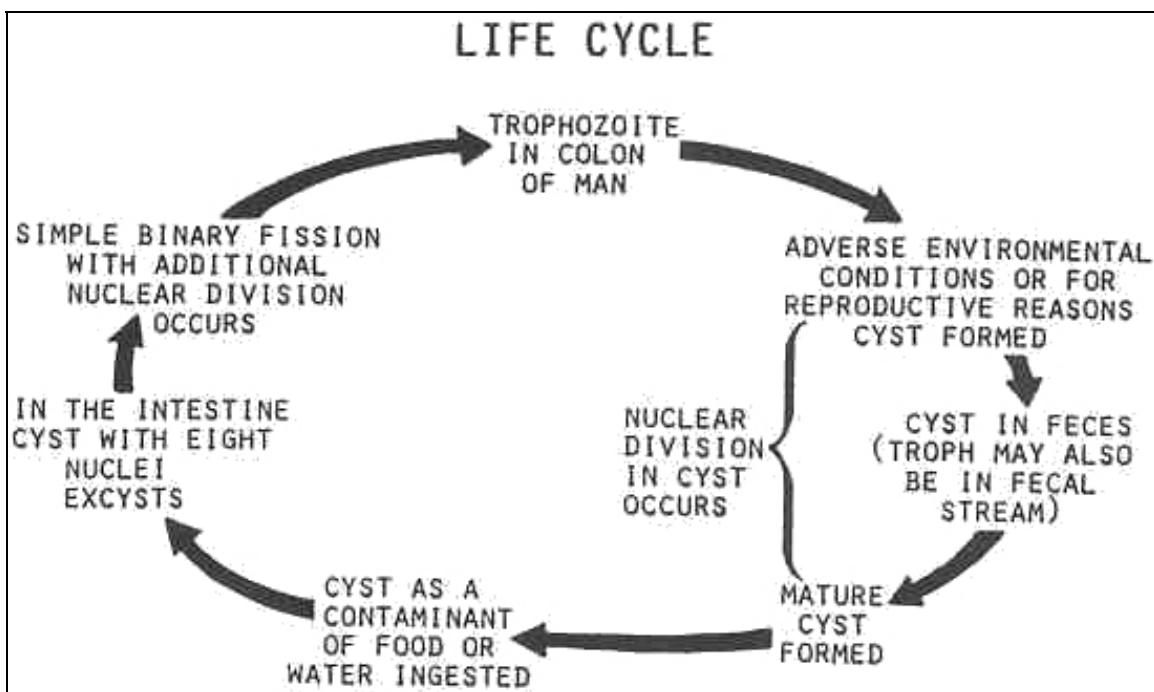 LIFE CYCLE
TROPHOZOITE
IN COLON
OF MAN
ADVERSE ENVIRONMENTAL
CONDITIONS OR FOR
REPRODUCTIVE REASONS
CYST FORMED
CYST IN FECES
(TROPH MAY ALSO
BE IN FECAL
STREAM)
NUCLEAR
DIVISION
IN CYST
OCCURS
MATURE
CYST
FORMED
CYST AS A
CONTAMINANT
OF FOOD OR
WATER INGESTED
IN THE INTESTINE
CYST WITH EIGHT
NUCLEI
EXCYSTS
SIMPLE BINARY FISSION
WITH ADDITIONAL
NUCLEAR DIVISION
OCCURS